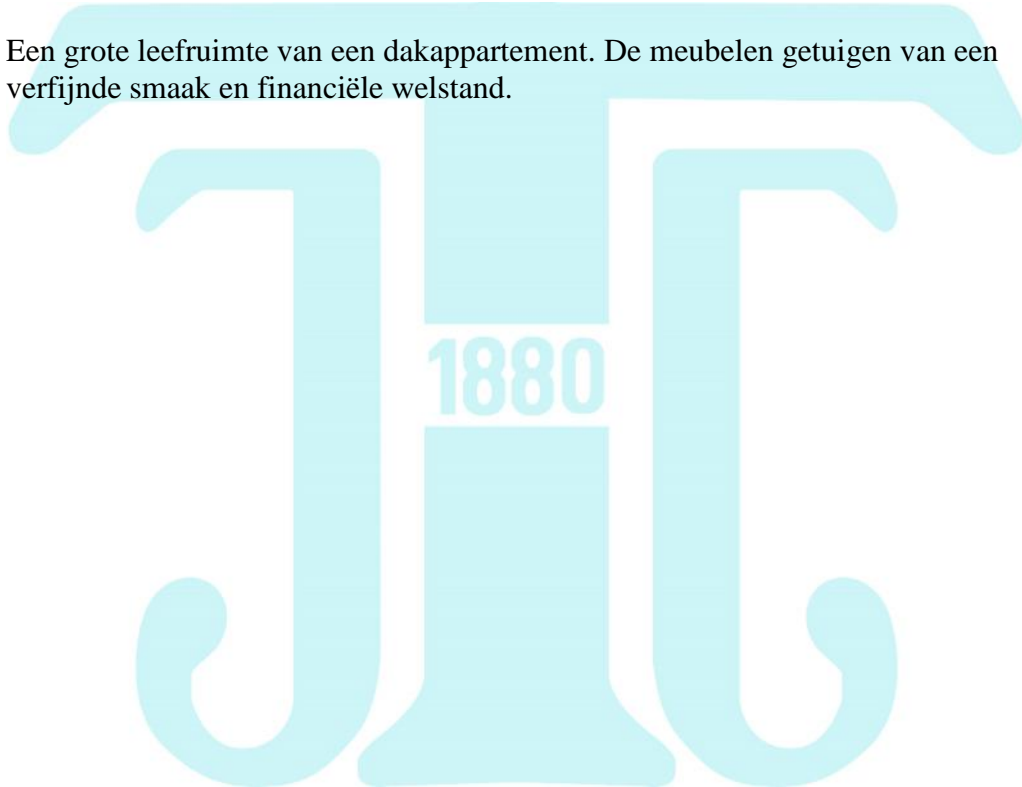 Een grote leefruimte van een dakappartement. De meubelen getuigen van een
verfijnde smaak en financiële welstand.
1880